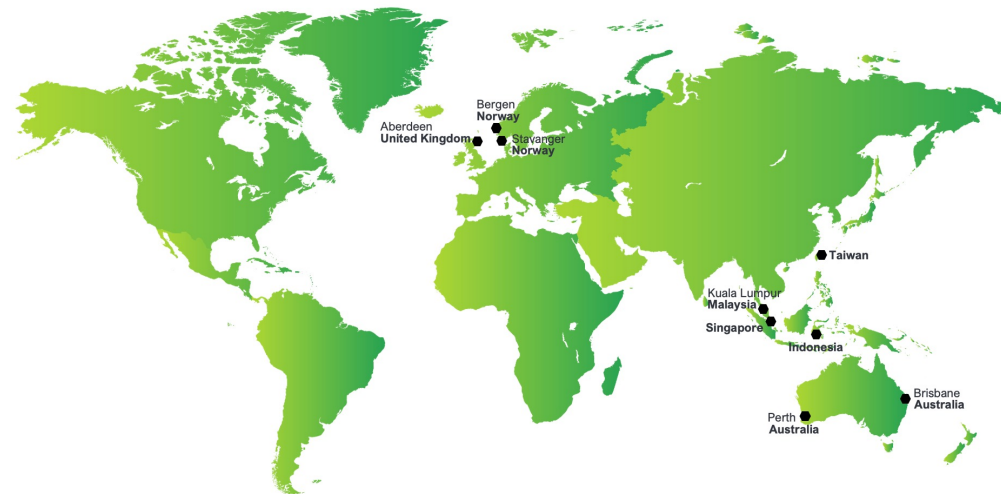 Bergen
Norway
Aberdeen
United Kingdom
Stavanger
Norway
Taiwan
Kuala Lumpur
Malaysia
Singapore
Indonesia
Brisbane
Australia
Perth
Australia